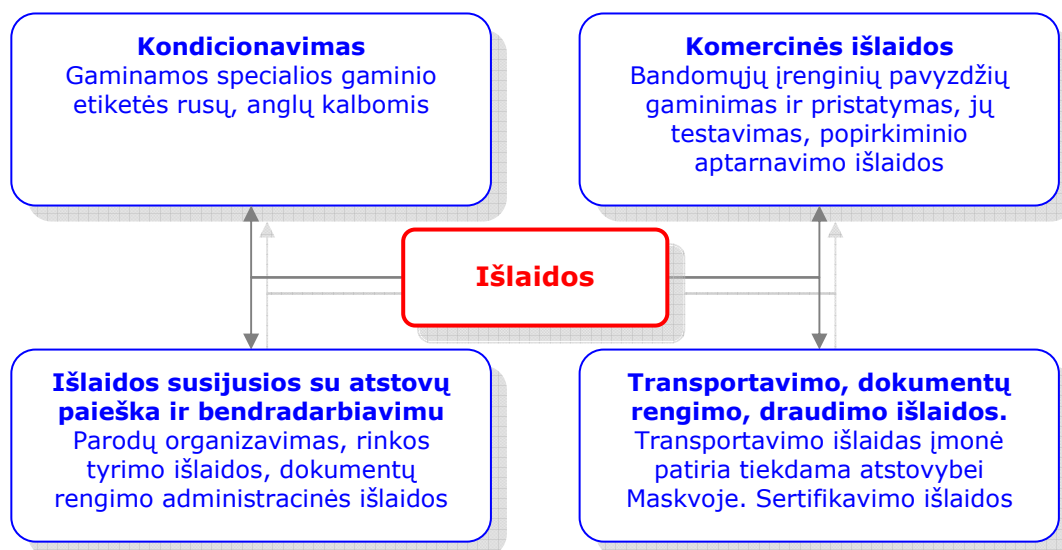 Kondicionavimas
Gaminamos specialios gaminio
etiketės rusų, anglų kalbomis
Komercinės išlaidos
Bandomųjų įrenginių pavyzdžių
gaminimas ir pristatymas, jų
testavimas, popirkiminio
aptarnavimo išlaidos
Išlaidos
Išlaidos susijusios su atstovų
paieška ir bendradarbiavimu
Parodų organizavimas, rinkos
tyrimo išlaidos, dokumentų
rengimo administracinės išlaidos
Transportavimo, dokumentų
rengimo, draudimo išlaidos.
Transportavimo išlaidas įmonė
patiria tiekdama atstovybei
Maskvoje. Sertifikavimo išlaidos